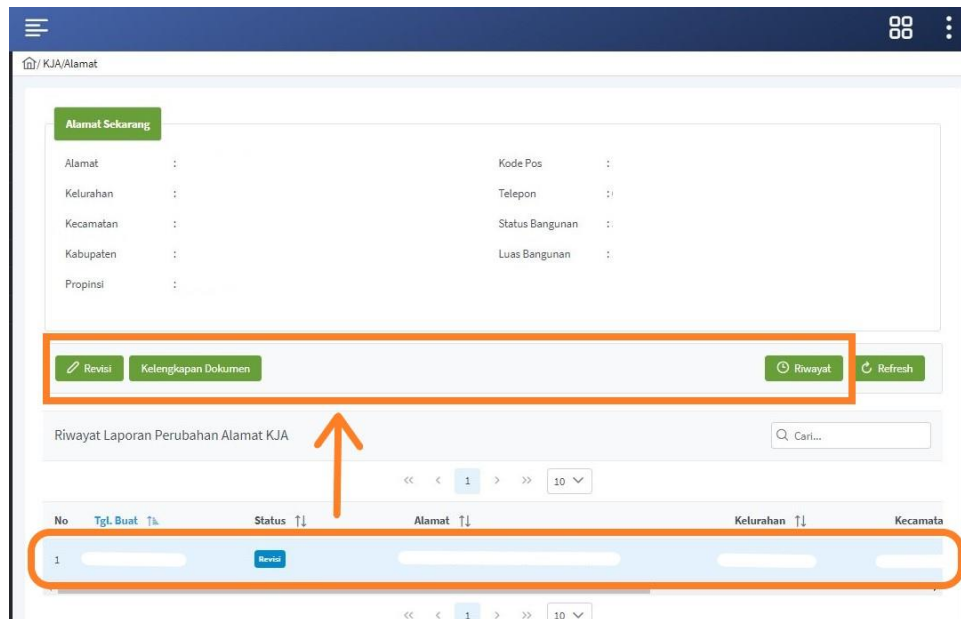 / KJA/Alamat
Alamat Sekarang
Alamat : Kode Pos :
Kelurahan : Telepon :
Kecamatan : Status Bangunan :
Kabupaten : Luas Bangunan :
Propinsi :
Revisi Kelengkapan Dokumen Riwayat Refresh
Riwayat Laporan Perubahan Alamat KJA Cari...
<< < 1 > >> 10
No Tgl. Buat Status Alamat Kelurahan Kecamata
1 Revisi
<< < 1 > >> 10